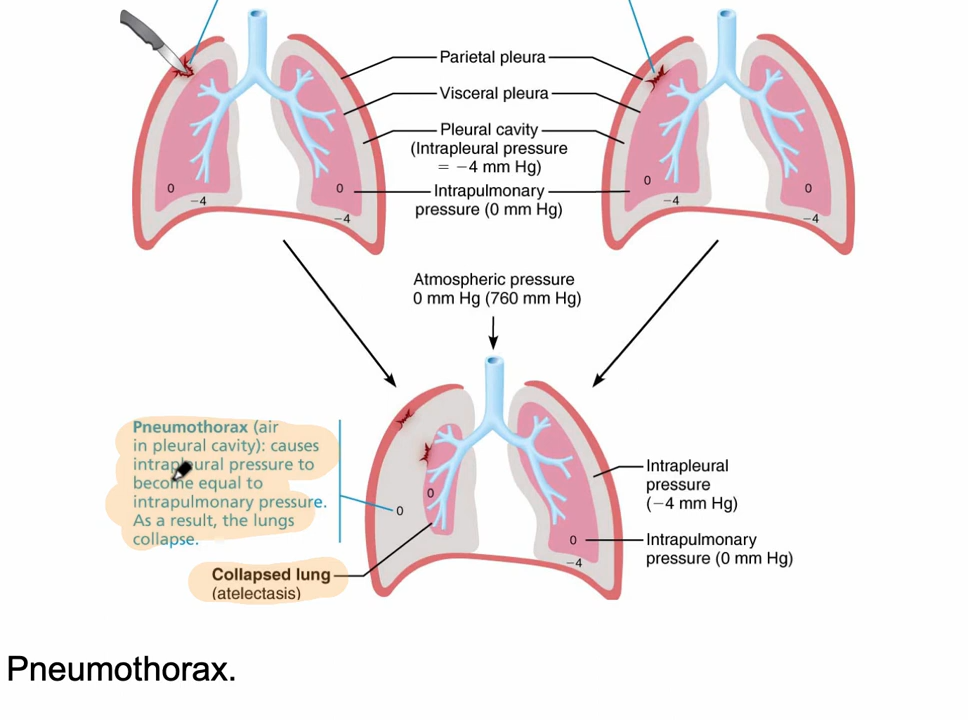 Parietal pleura
Visceral pleura
Pleural cavity
(Intrapleural pressure
= −4 mm Hg)
Intrapulmonary
pressure (0 mm Hg)
0
−4
0
−4
0
−4
0
−4
Atmospheric pressure
0 mm Hg (760 mm Hg)
Pneumothorax (air
in pleural cavity): causes
intrapleural pressure to
become equal to
intrapulmonary pressure.
As a result, the lungs
collapse.
0
0
Collapsed lung
(atelectasis)
Intrapleural
pressure
(−4 mm Hg)
0
−4
Intrapulmonary
pressure (0 mm Hg)
Pneumothorax.